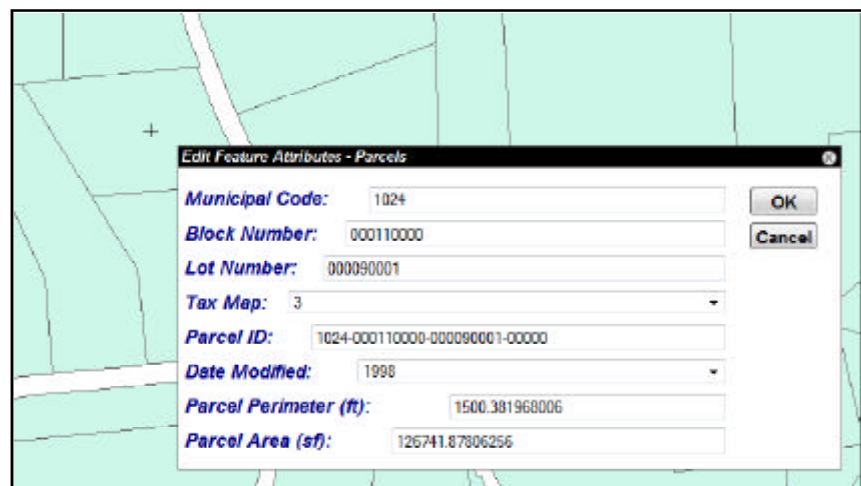 Edit Feature Attributes - Parcels
Municipal Code: 1024
OK
Block Number: 000110000
Cancel
Lot Number: 000090001
Tax Map: 3
Parcel ID: 1024-000110000-000090001-00000
Date Modified: 1998
Parcel Perimeter (ft): 1500.381968006
Parcel Area (sf): 126741.87806256